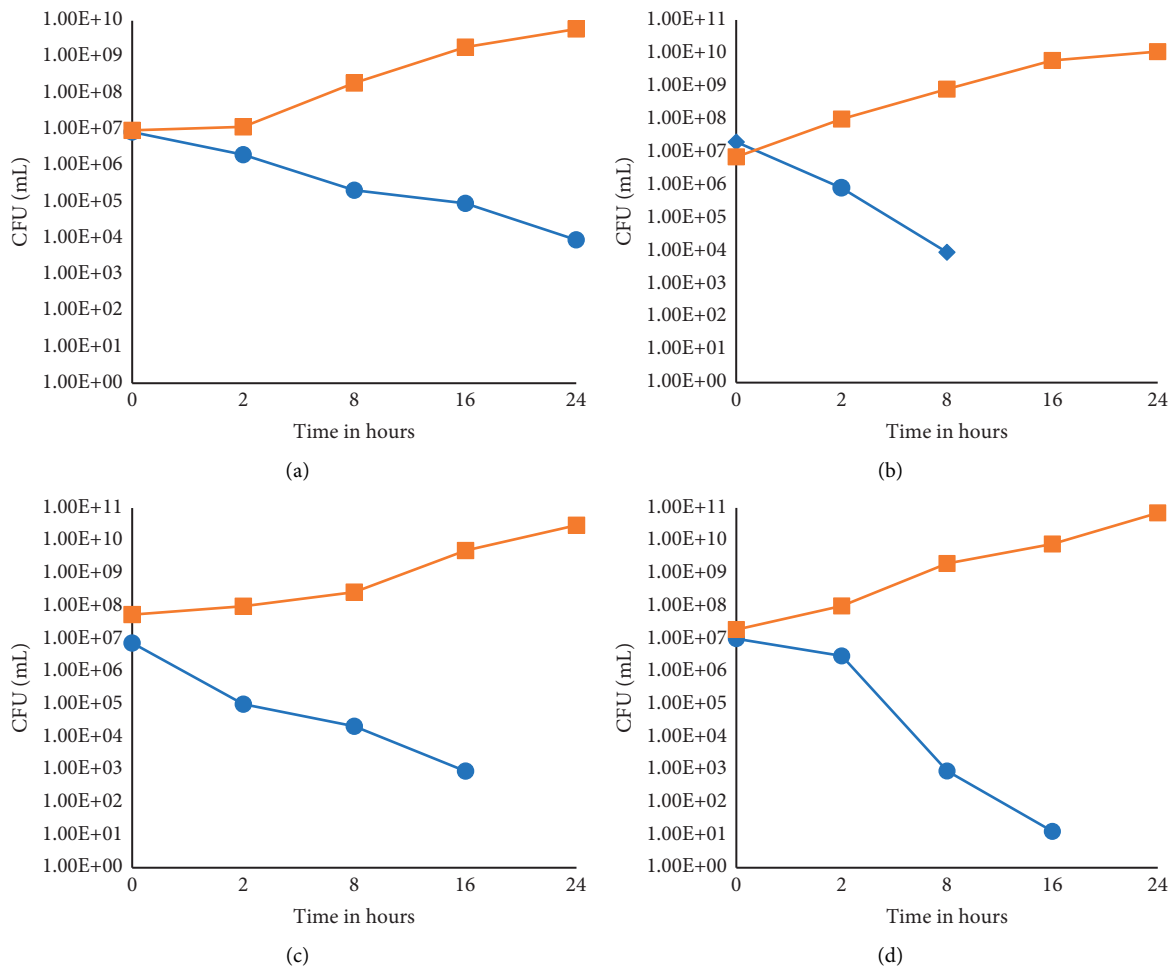 1.00E+10
1.00E+09
1.00E+08
1.00E+07
1.00E+06
1.00E+05
1.00E+04
1.00E+03
1.00E+02
1.00E+01
1.00E+00
CFU (mL)
0 2 8 16 24
Time in hours
(a)
1.00E+11
1.00E+10
1.00E+09
1.00E+08
1.00E+07
1.00E+06
1.00E+05
1.00E+04
1.00E+03
1.00E+02
1.00E+01
1.00E+00
CFU (mL)
0 2 8 16 24
Time in hours
(b)
1.00E+11
1.00E+10
1.00E+09
1.00E+08
1.00E+07
1.00E+06
1.00E+05
1.00E+04
1.00E+03
1.00E+02
1.00E+01
1.00E+00
CFU (mL)
0 2 8 16 24
Time in hours
(c)
1.00E+11
1.00E+10
1.00E+09
1.00E+08
1.00E+07
1.00E+06
1.00E+05
1.00E+04
1.00E+03
1.00E+02
1.00E+01
1.00E+00
CFU (mL)
0 2 8 16 24
Time in hours
(d)